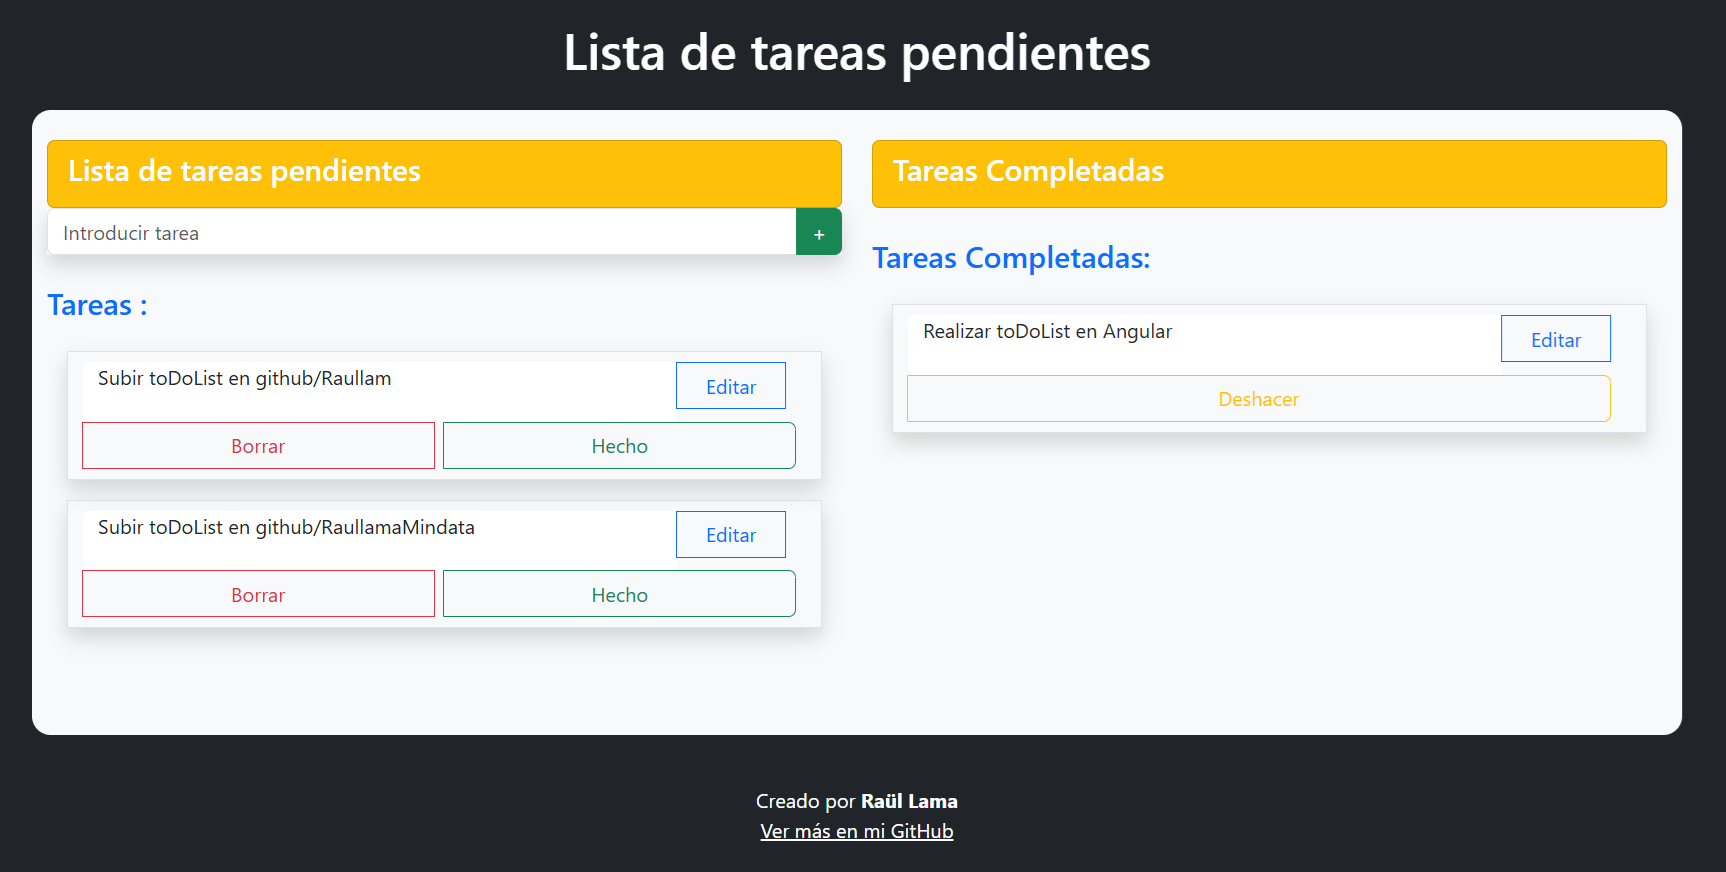 Lista de tareas pendientes
Lista de tareas pendientes
Introducir tarea
+
Tareas :
Subir toDoList en github/Raullam
Editar
Borrar
Hecho
Subir toDoList en github/RaullamaMindata
Editar
Borrar
Hecho
Tareas Completadas
Tareas Completadas:
Realizar toDoList en Angular
Editar
Deshacer
Creado por Raül Lama
Ver más en mi GitHub